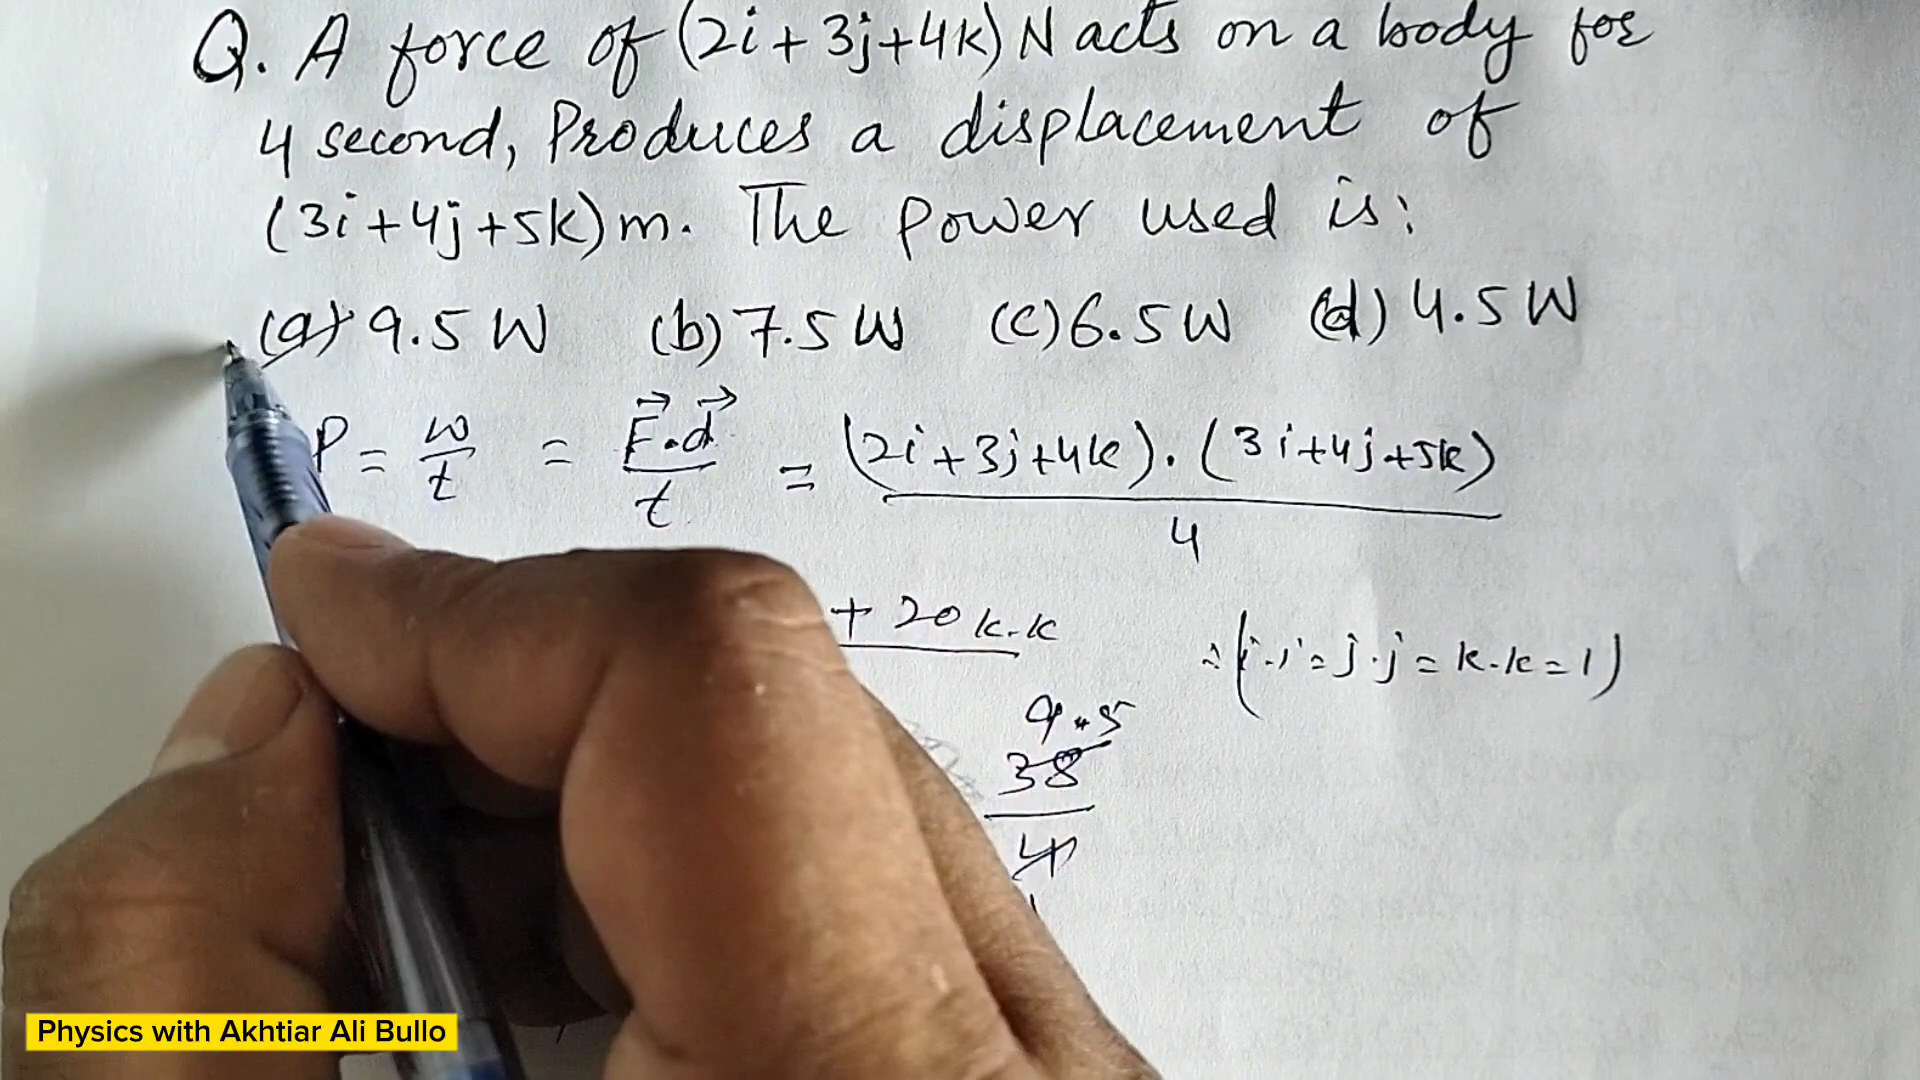 Q. A force of (2i+3j+4k) N acts on a body for
4 second, Produces a displacement of
(3i+4j+5k)m. The Power used is:
(a) 9.5 W (b) 7.5 W (c) 6.5 W (d) 4.5 W
P = w/t = F.d/t = (2i+3j+4k).(3i+4j+5k)/4
+ 20 k.k
∴(i.i=j.j=k.k=1)
9.5
38
4
1
Physics with Akhtiar Ali Bullo